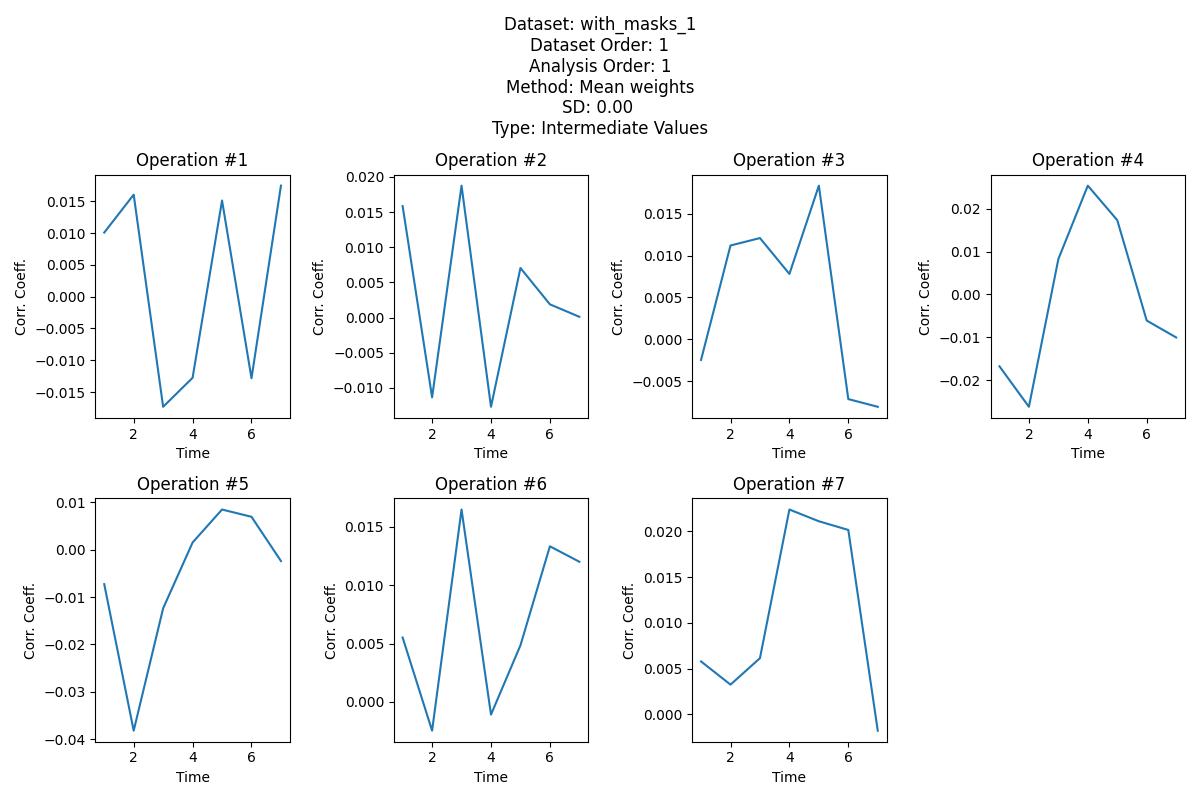 Dataset: with_masks_1
Dataset Order: 1
Analysis Order: 1
Method: Mean weights
SD: 0.00
Type: Intermediate Values
Operation #1
0.015
0.010
0.005
0.000
−0.005
−0.010
−0.015
Corr. Coeff.
2 4 6
Time
Operation #2
0.020
0.015
0.010
0.005
0.000
−0.005
−0.010
Corr. Coeff.
2 4 6
Time
Operation #3
0.015
0.010
0.005
0.000
−0.005
Corr. Coeff.
2 4 6
Time
Operation #4
0.02
0.01
0.00
−0.01
−0.02
Corr. Coeff.
2 4 6
Time
Operation #5
0.01
0.00
−0.01
−0.02
−0.03
−0.04
Corr. Coeff.
2 4 6
Time
Operation #6
0.015
0.010
0.005
0.000
Corr. Coeff.
2 4 6
Time
Operation #7
0.020
0.015
0.010
0.005
0.000
Corr. Coeff.
2 4 6
Time